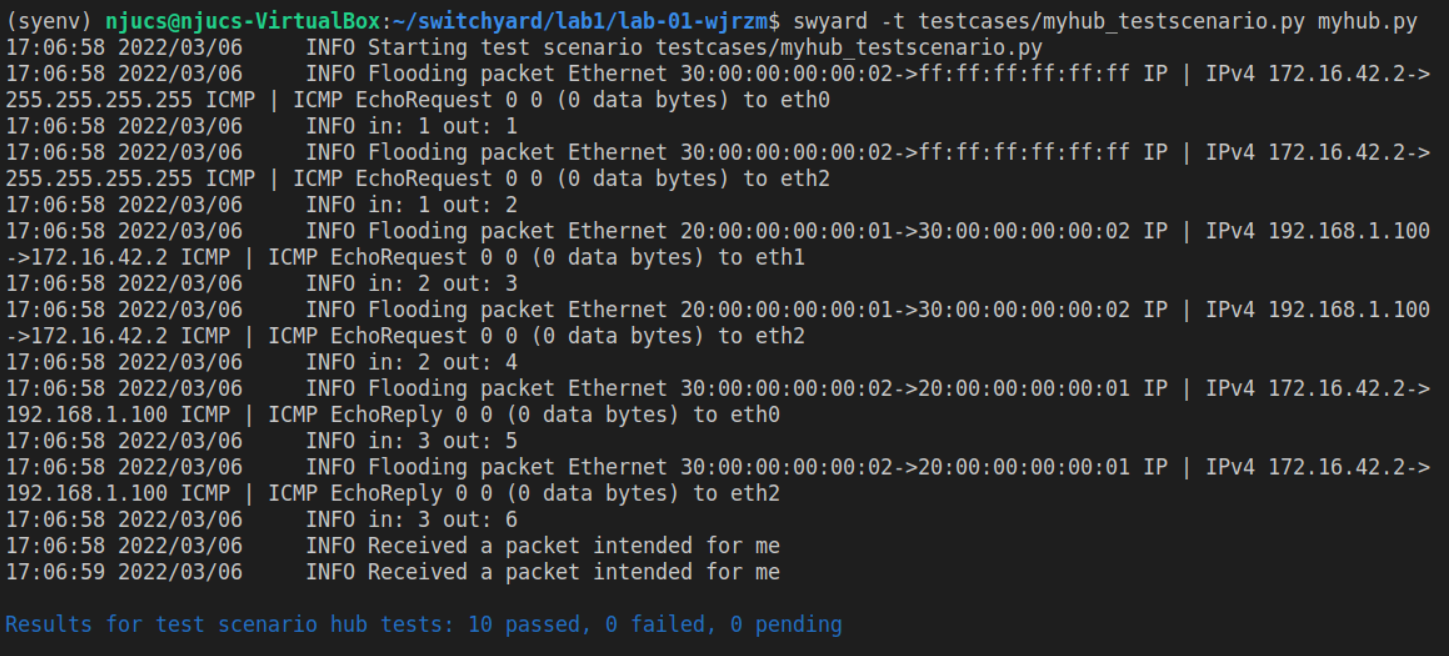 (syenv) njucs@njucs-VirtualBox:~/switchyard/lab1/lab-01-wjrzm$ swyard -t testcases/myhub_testscenario.py myhub.py
17:06:58 2022/03/06     INFO Starting test scenario testcases/myhub_testscenario.py
17:06:58 2022/03/06     INFO Flooding packet Ethernet 30:00:00:00:00:02->ff:ff:ff:ff:ff:ff IP | IPv4 172.16.42.2->
255.255.255.255 ICMP | ICMP EchoRequest 0 0 (0 data bytes) to eth0
17:06:58 2022/03/06     INFO in: 1 out: 1
17:06:58 2022/03/06     INFO Flooding packet Ethernet 30:00:00:00:00:02->ff:ff:ff:ff:ff:ff IP | IPv4 172.16.42.2->
255.255.255.255 ICMP | ICMP EchoRequest 0 0 (0 data bytes) to eth2
17:06:58 2022/03/06     INFO in: 1 out: 2
17:06:58 2022/03/06     INFO Flooding packet Ethernet 20:00:00:00:00:01->30:00:00:00:00:02 IP | IPv4 192.168.1.100
->172.16.42.2 ICMP | ICMP EchoRequest 0 0 (0 data bytes) to eth1
17:06:58 2022/03/06     INFO in: 2 out: 3
17:06:58 2022/03/06     INFO Flooding packet Ethernet 20:00:00:00:00:01->30:00:00:00:00:02 IP | IPv4 192.168.1.100
->172.16.42.2 ICMP | ICMP EchoRequest 0 0 (0 data bytes) to eth2
17:06:58 2022/03/06     INFO in: 2 out: 4
17:06:58 2022/03/06     INFO Flooding packet Ethernet 30:00:00:00:00:02->20:00:00:00:00:01 IP | IPv4 172.16.42.2->
192.168.1.100 ICMP | ICMP EchoReply 0 0 (0 data bytes) to eth0
17:06:58 2022/03/06     INFO in: 3 out: 5
17:06:58 2022/03/06     INFO Flooding packet Ethernet 30:00:00:00:00:02->20:00:00:00:00:01 IP | IPv4 172.16.42.2->
192.168.1.100 ICMP | ICMP EchoReply 0 0 (0 data bytes) to eth2
17:06:58 2022/03/06     INFO in: 3 out: 6
17:06:58 2022/03/06     INFO Received a packet intended for me
17:06:59 2022/03/06     INFO Received a packet intended for me
Results for test scenario hub tests: 10 passed, 0 failed, 0 pending